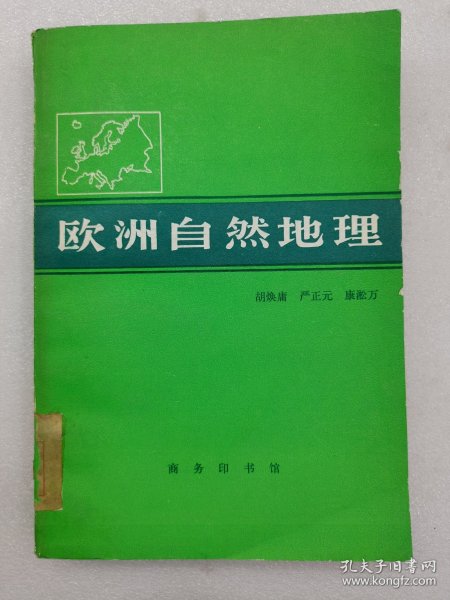 欧洲自然地理
胡焕庸 严正元 康淞万
商务印书馆
孔夫子旧书网
www.kongfz.com